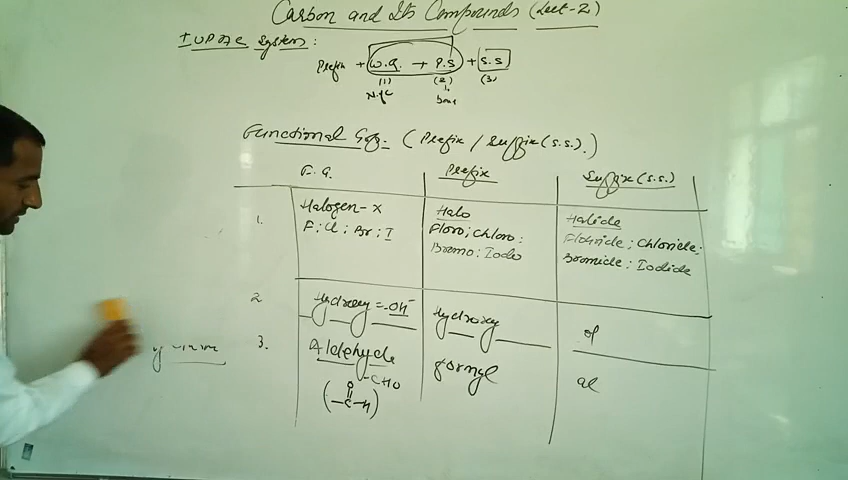 Carbon and Its Compounds (Lect-2)
IUPAC System:
Prefix + W.R. → P.S + S.S
(1) (2) (3)
N.g.C bond
Functional Grp. (Prefix / Suffix (S.S.).)
F.G. Prefix Suffix (S.S.)
1. Halogen - X Halo Halide
F; Cl; Br; I Floro; Chloro; Floride; Chloride;
Bromo; Iodo Bromide; Iodide
2 Hydroxy = -OH Hydroxy ol
3. Aldehyde formyl al
-CHO
O
(-C-H)